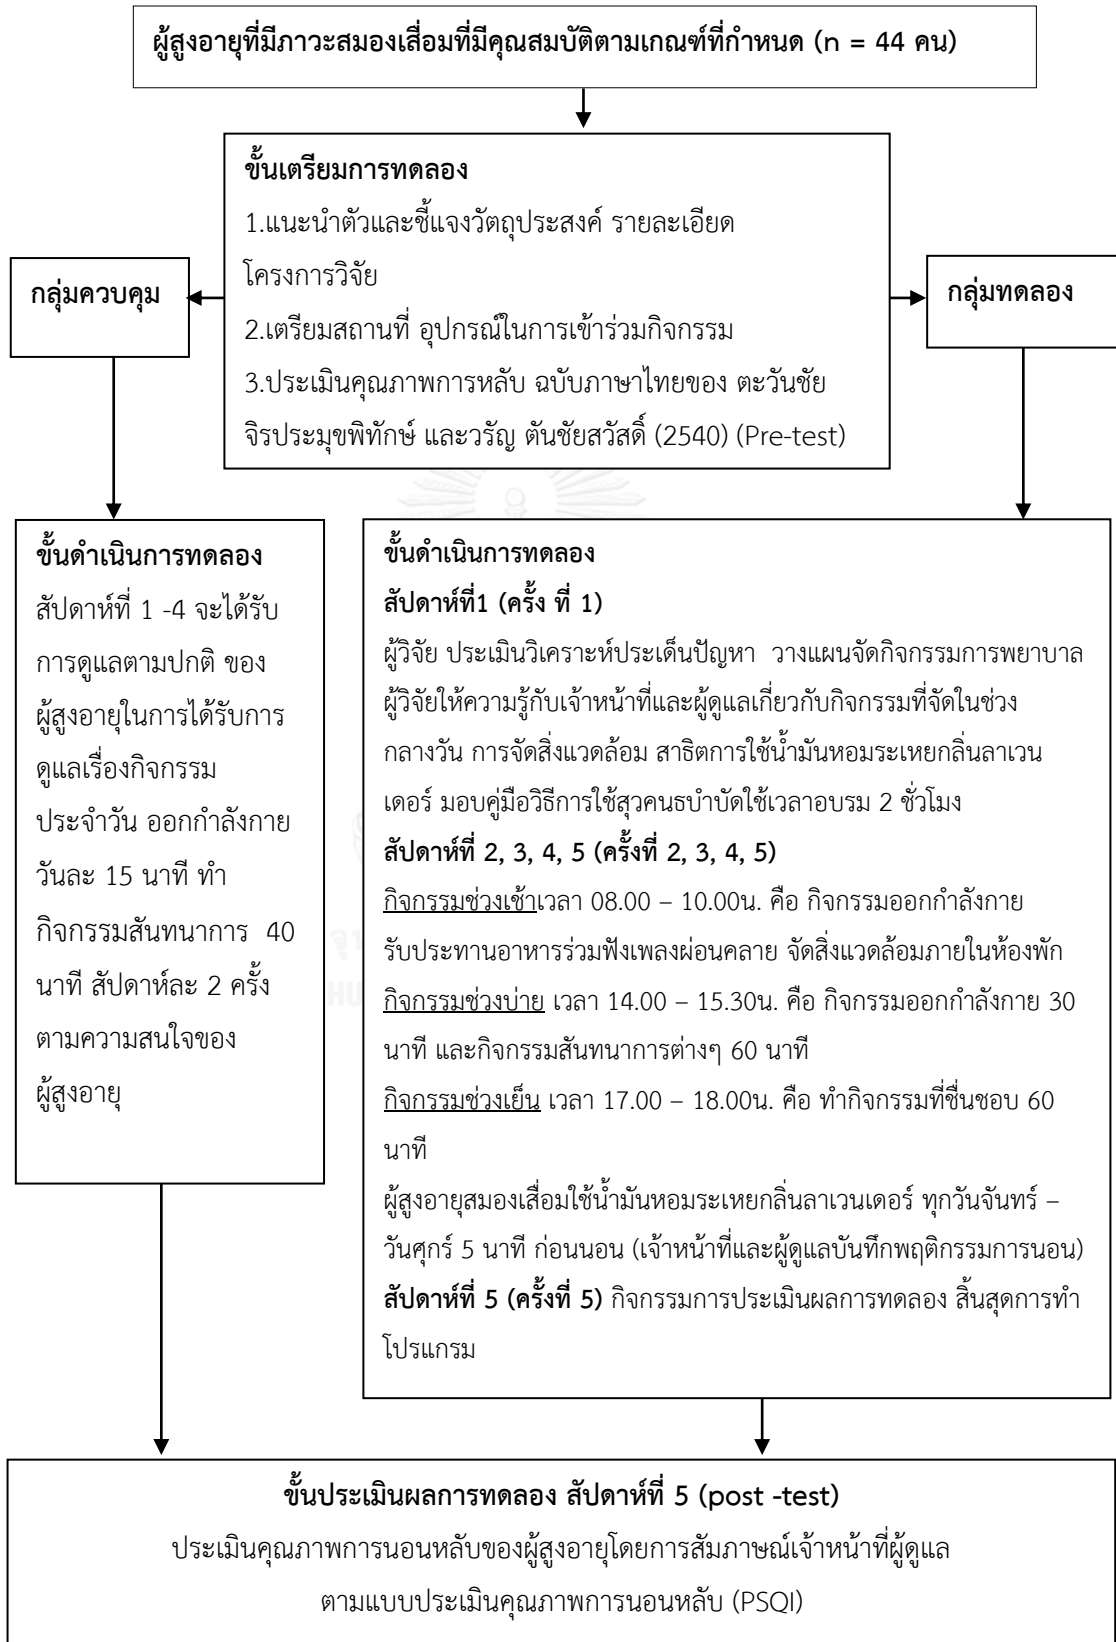 ผู้สูงอายุที่มีภาวะสมองเสื่อมที่มีคุณสมบัติตามเกณฑ์ที่กำหนด (n = 44 คน)
ขั้นเตรียมการทดลอง
1.แนะนำตัวและชี้แจงวัตถุประสงค์ รายละเอียด
โครงการวิจัย
2.เตรียมสถานที่ อุปกรณ์ในการเข้าร่วมกิจกรรม
3.ประเมินคุณภาพการหลับ ฉบับภาษาไทยของ ตะวันชัย
จิรประมุขพิทักษ์ และวรัญ ตันชัยสวัสดิ์ (2540) (Pre-test)
กลุ่มควบคุม
กลุ่มทดลอง
ขั้นดำเนินการทดลอง
สัปดาห์ที่ 1 -4 จะได้รับ
การดูแลตามปกติ ของ
ผู้สูงอายุในการได้รับการ
ดูแลเรื่องกิจกรรม
ประจำวัน ออกกำลังกาย
วันละ 15 นาที ทำ
กิจกรรมสันทนาการ 40
นาที สัปดาห์ละ 2 ครั้ง
ตามความสนใจของ
ผู้สูงอายุ
ขั้นดำเนินการทดลอง
สัปดาห์ที่1 (ครั้ง ที่ 1)
ผู้วิจัย ประเมินวิเคราะห์ประเด็นปัญหา วางแผนจัดกิจกรรมการพยาบาล
ผู้วิจัยให้ความรู้กับเจ้าหน้าที่และผู้ดูแลเกี่ยวกับกิจกรรมที่จัดในช่วง
กลางวัน การจัดสิ่งแวดล้อม สาธิตการใช้น้ำมันหอมระเหยกลิ่นลาเวน
เดอร์ มอบคู่มือวิธีการใช้สุวคนธบำบัดใช้เวลาอบรม 2 ชั่วโมง
สัปดาห์ที่ 2, 3, 4, 5 (ครั้งที่ 2, 3, 4, 5)
กิจกรรมช่วงเช้าเวลา 08.00 – 10.00น. คือ กิจกรรมออกกำลังกาย
รับประทานอาหารร่วมฟังเพลงผ่อนคลาย จัดสิ่งแวดล้อมภายในห้องพัก
กิจกรรมช่วงบ่าย เวลา 14.00 – 15.30น. คือ กิจกรรมออกกำลังกาย 30
นาที และกิจกรรมสันทนาการต่างๆ 60 นาที
กิจกรรมช่วงเย็น เวลา 17.00 – 18.00น. คือ ทำกิจกรรมที่ชื่นชอบ 60
นาที
ผู้สูงอายุสมองเสื่อมใช้น้ำมันหอมระเหยกลิ่นลาเวนเดอร์ ทุกวันจันทร์ –
วันศุกร์ 5 นาที ก่อนนอน (เจ้าหน้าที่และผู้ดูแลบันทึกพฤติกรรมการนอน)
สัปดาห์ที่ 5 (ครั้งที่ 5) กิจกรรมการประเมินผลการทดลอง สิ้นสุดการทำ
โปรแกรม
ขั้นประเมินผลการทดลอง สัปดาห์ที่ 5 (post -test)
ประเมินคุณภาพการนอนหลับของผู้สูงอายุโดยการสัมภาษณ์เจ้าหน้าที่ผู้ดูแล
ตามแบบประเมินคุณภาพการนอนหลับ (PSQI)